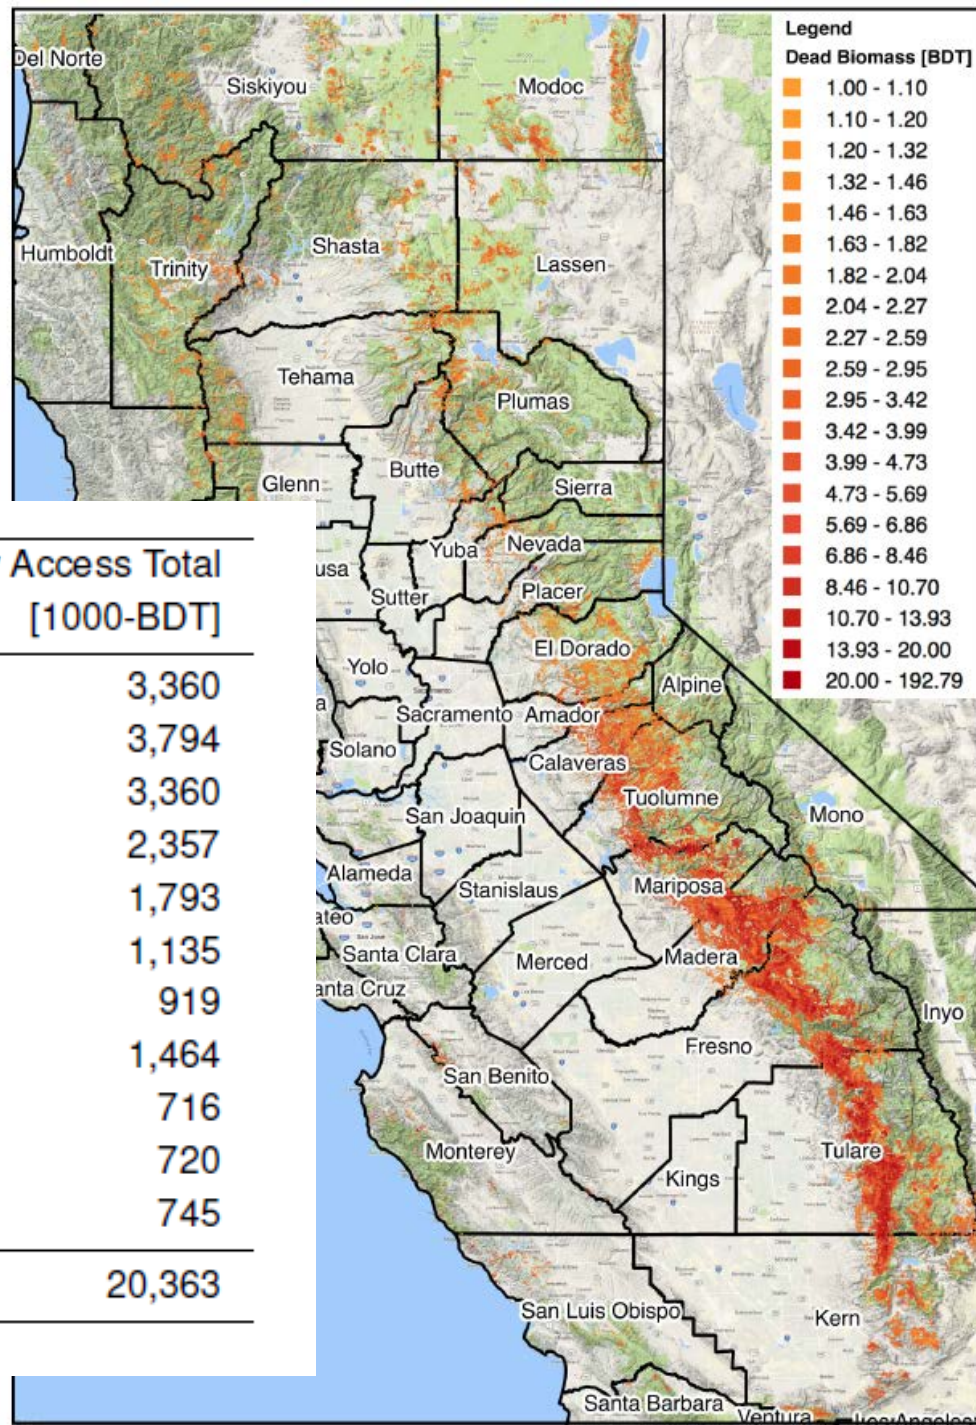 Legend
Dead Biomass [BDT]
1.00 - 1.10
1.10 - 1.20
1.20 - 1.32
1.32 - 1.46
1.46 - 1.63
1.63 - 1.82
1.82 - 2.04
2.04 - 2.27
2.27 - 2.59
2.59 - 2.95
2.95 - 3.42
3.42 - 3.99
3.99 - 4.73
4.73 - 5.69
5.69 - 6.86
6.86 - 8.46
8.46 - 10.70
10.70 - 13.93
13.93 - 20.00
20.00 - 192.79
Del Norte
Siskiyou
Modoc
Humboldt
Trinity
Shasta
Lassen
Tehama
Plumas
Glenn
Butte
Sierra
usa
Yuba
Nevada
Sutter
Placer
Yolo
El Dorado
Alpine
a
Sacramento
Amador
Solano
Calaveras
Tuolumne
San Joaquin
Mono
Alameda
Stanislaus
Mariposa
ateo
Santa Clara
Merced
Madera
anta Cruz
Inyo
Fresno
San Benito
Monterey
Tulare
Kings
San Luis Obispo
Kern
Santa Barbara
Ventura
Los Angeles
Access Total
[1000-BDT]
3,360
3,794
3,360
2,357
1,793
1,135
919
1,464
716
720
745
20,363